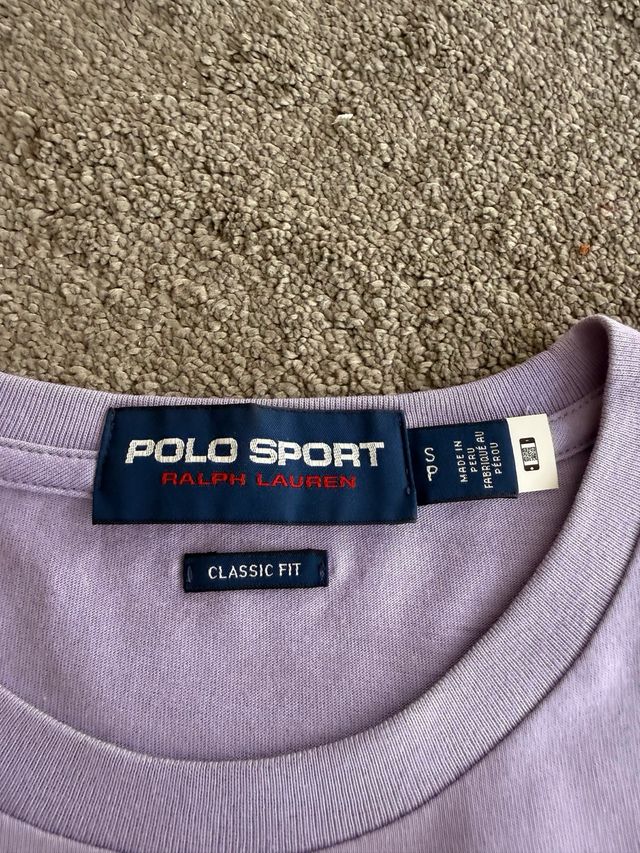 POLO SPORT
RALPH LAUREN
S
P
MADE IN
PERU
FABRIQUÉ AU
PÉROU
CLASSIC FIT